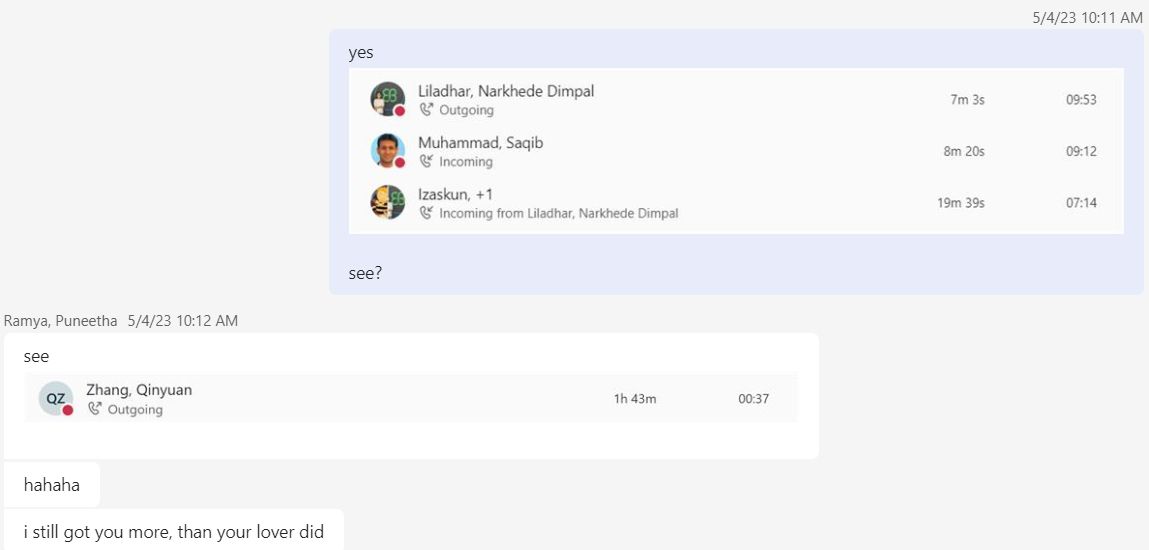 5/4/23 10:11 AM
yes
Liladhar, Narkhede Dimpal
Outgoing
7m 3s
09:53
Muhammad, Saqib
Incoming
8m 20s
09:12
Izaskun, +1
Incoming from Liladhar, Narkhede Dimpal
19m 39s
07:14
see?
Ramya, Puneetha 5/4/23 10:12 AM
see
QZ
Zhang, Qinyuan
Outgoing
1h 43m
00:37
hahaha
i still got you more, than your lover did